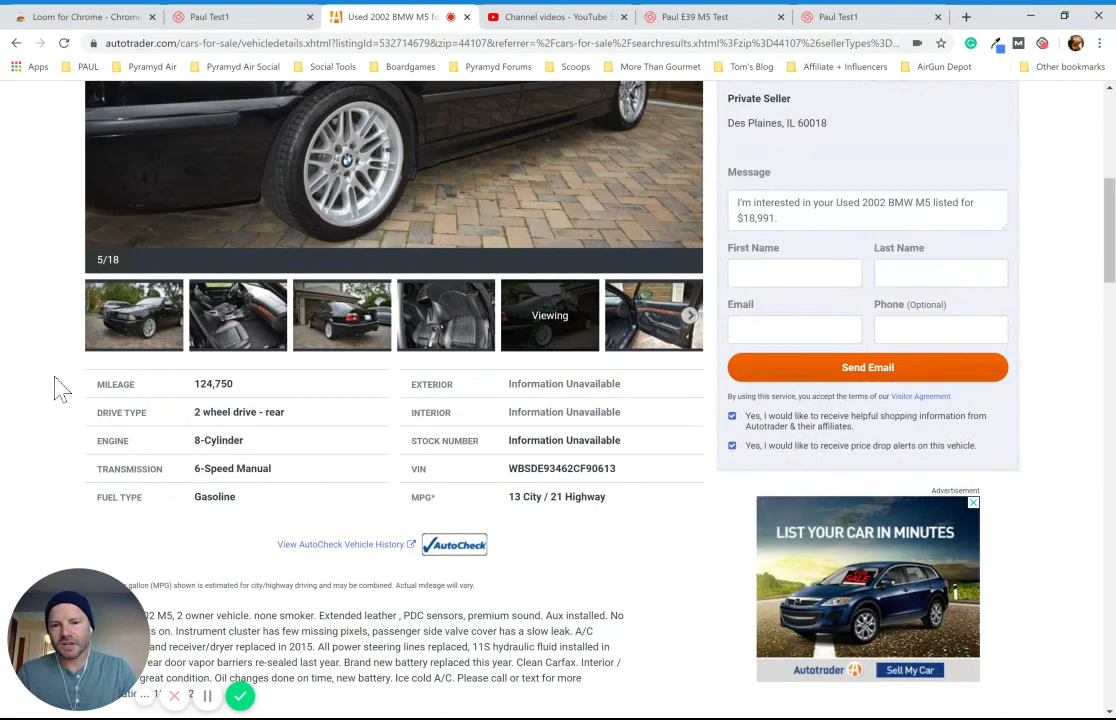 Loom for Chrome - Chrome
Paul Test1
Used 2002 BMW M5 fo
Channel videos - YouTube S
Paul E39 M5 Test
Paul Test1
autotrader.com/cars-for-sale/vehicledetails.xhtml?listingId=532714679&zip=44107&referrer=%2Fcars-for-sale%2Fsearchresults.xhtml%3Fzip%3D44107%26sellerTypes%3D...
Apps
PAUL
Pyramyd Air
Pyramyd Air Social
Social Tools
Boardgames
Pyramyd Forums
Scoops
More Than Gourmet
Tom's Blog
Affiliate + Influencers
AirGun Depot
Other bookmarks
5/18
Viewing
MILEAGE 124,750
DRIVE TYPE 2 wheel drive - rear
ENGINE 8-Cylinder
TRANSMISSION 6-Speed Manual
FUEL TYPE Gasoline
EXTERIOR Information Unavailable
INTERIOR Information Unavailable
STOCK NUMBER Information Unavailable
VIN WBSDE93462CF90613
MPG* 13 City / 21 Highway
View AutoCheck Vehicle History
AutoCheck
gallon (MPG) shown is estimated for city/highway driving and may be combined. Actual mileage will vary.
02 M5, 2 owner vehicle. none smoker. Extended leather , PDC sensors, premium sound. Aux installed. No
ts on. Instrument cluster has few missing pixels, passenger side valve cover has a slow leak. A/C
and receiver/dryer replaced in 2015. All power steering lines replaced, 11S hydraulic fluid installed in
ear door vapor barriers re-sealed last year. Brand new battery replaced this year. Clean Carfax. Interior /
great condition. Oil changes done on time, new battery. Ice cold A/C. Please call or text for more
Private Seller
Des Plaines, IL 60018
Message
I'm interested in your Used 2002 BMW M5 listed for
$18,991.
First Name
Last Name
Email
Phone (Optional)
Send Email
By using this service, you accept the terms of our Visitor Agreement
Yes, I would like to receive helpful shopping information from
Autotrader & their affiliates.
Yes, I would like to receive price drop alerts on this vehicle.
Advertisement
LIST YOUR CAR IN MINUTES
SALE
Autotrader
Sell My Car